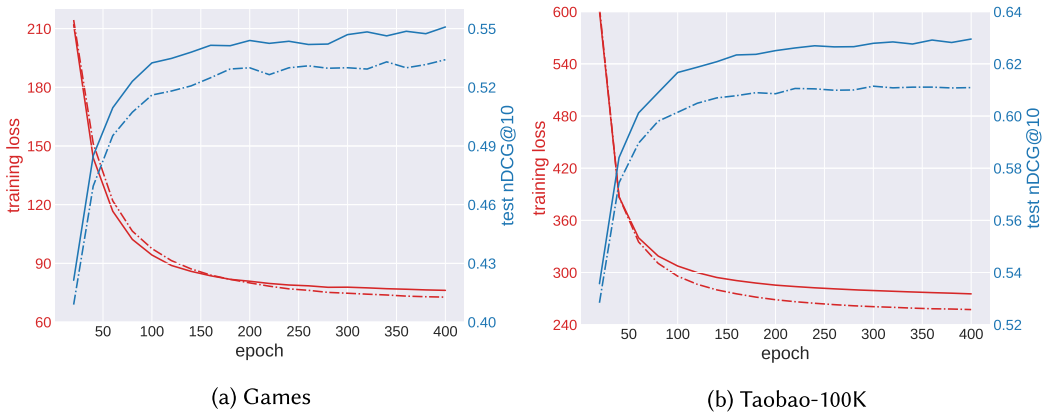 training loss
210
180
150
120
90
60
0.55
0.52
0.49
0.46
0.43
0.40
test nDCG@10
50 100 150 200 250 300 350 400
epoch
(a) Games
training loss
600
540
480
420
360
300
240
0.64
0.62
0.60
0.58
0.56
0.54
0.52
test nDCG@10
50 100 150 200 250 300 350 400
epoch
(b) Taobao-100K